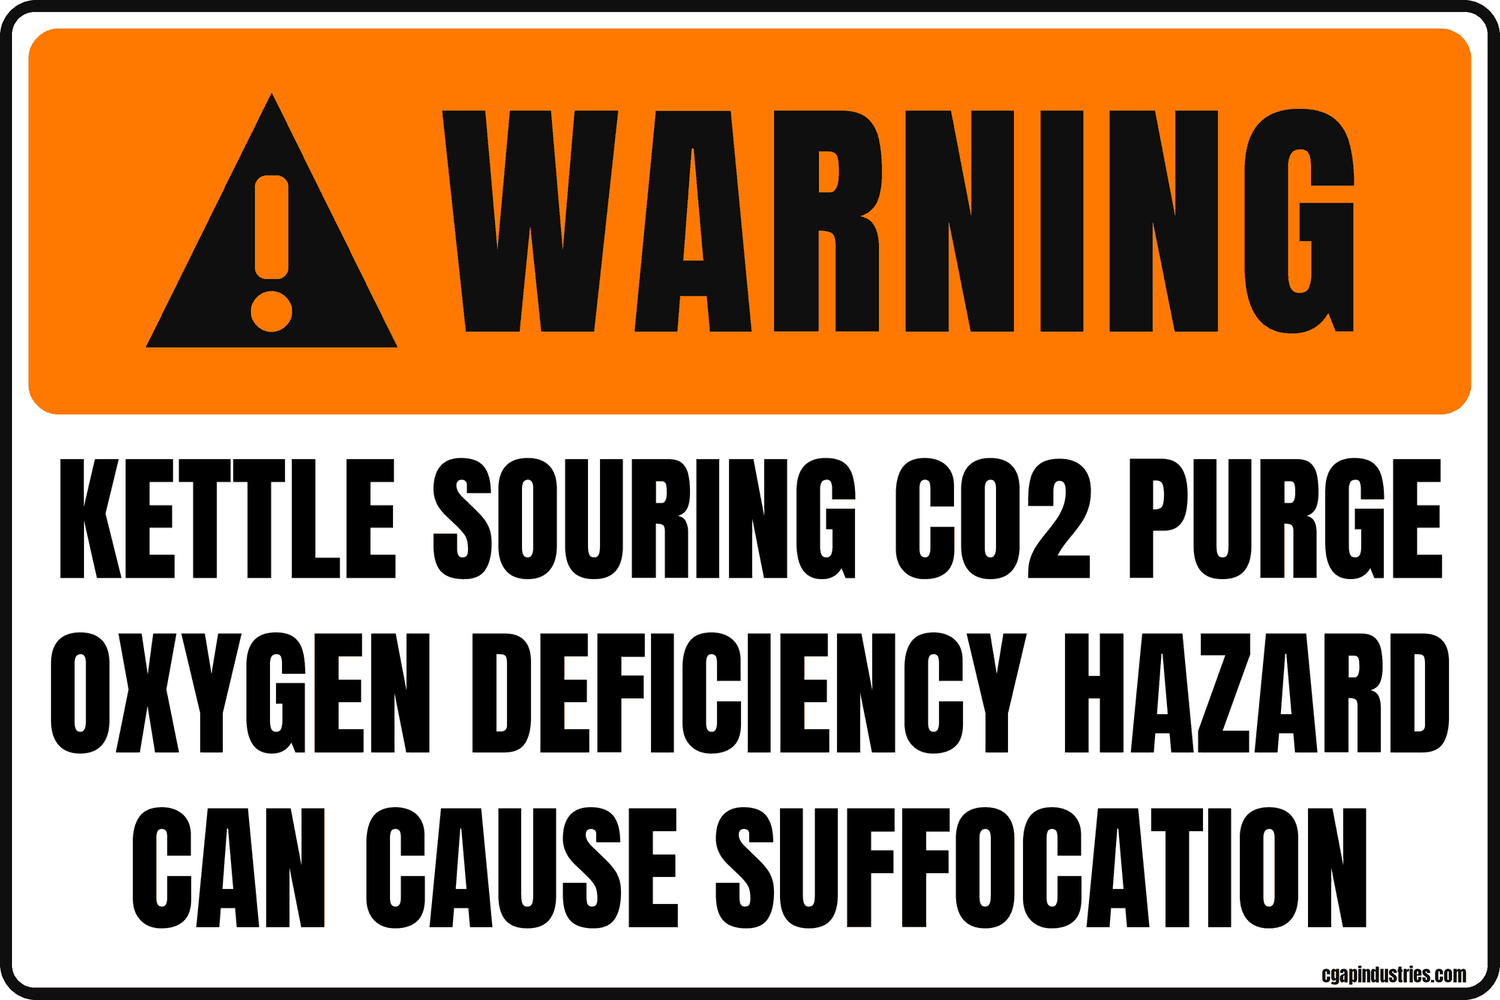 WARNING
KETTLE SOURING CO2 PURGE
OXYGEN DEFICIENCY HAZARD
CAN CAUSE SUFFOCATION
cgapindustries.com